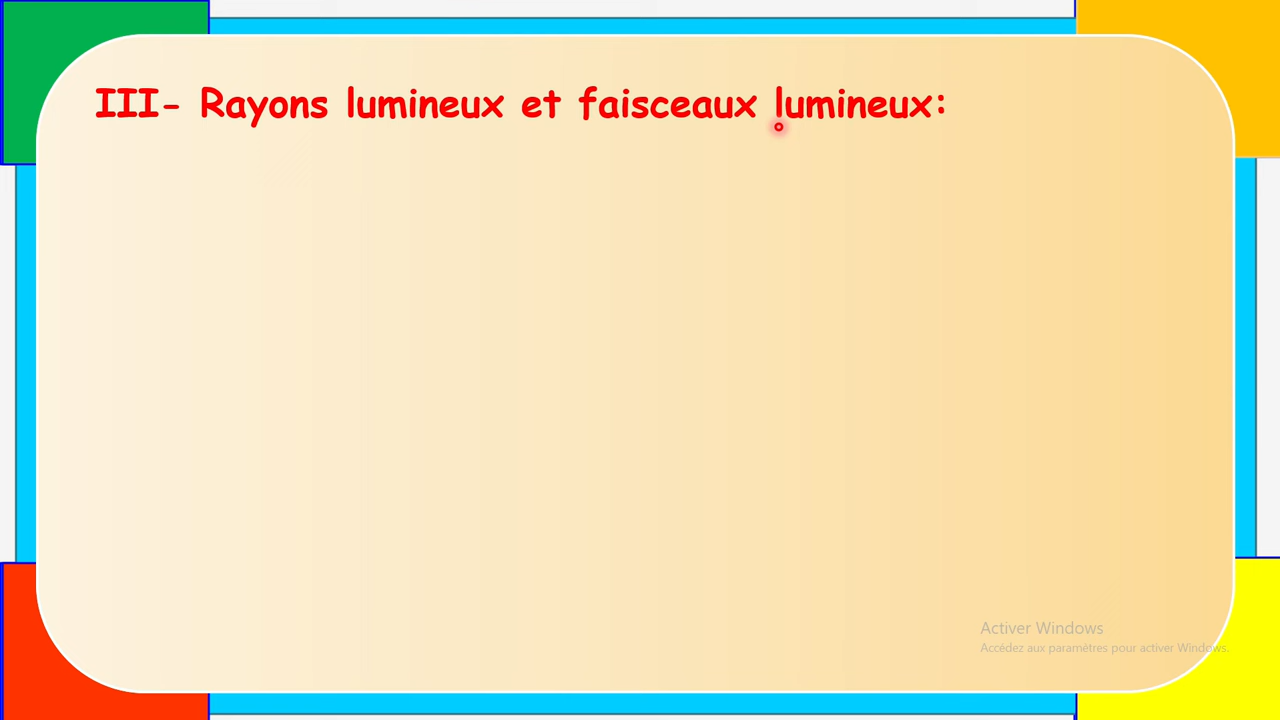 III- Rayons lumineux et faisceaux lumineux:
Activer Windows
Accédez aux paramètres pour activer Windows.